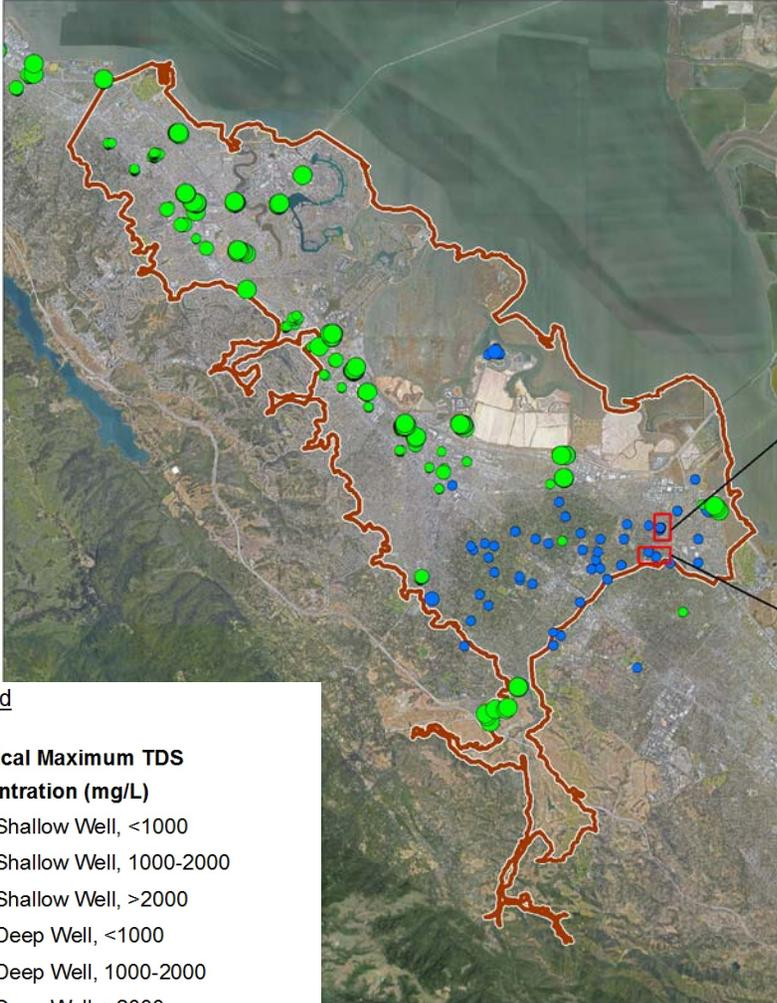 d
cal Maximum TDS
ntration (mg/L)
Shallow Well, <1000
Shallow Well, 1000-2000
Shallow Well, >2000
Deep Well, <1000
Deep Well, 1000-2000